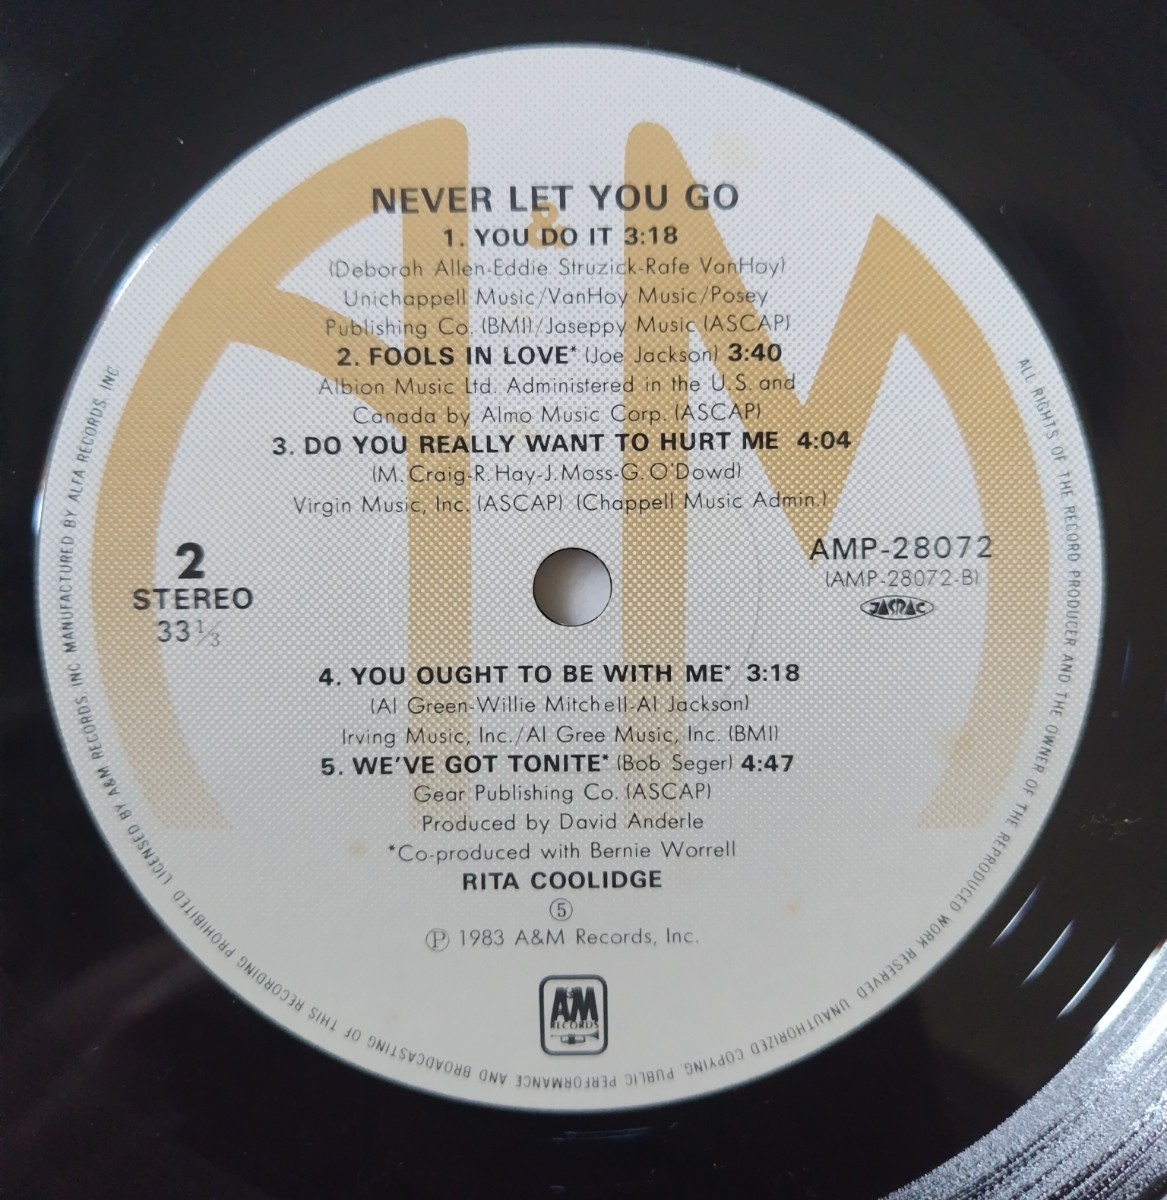 NEVER LET YOU GO
1. YOU DO IT 3:18
(Deborah Allen-Eddie Struzick-Rafe VanHoy)
Unichappell Music/VanHoy Music/Posey
Publishing Co. (BMI)/Jaseppy Music (ASCAP)
2. FOOLS IN LOVE* (Joe Jackson) 3:40
Albion Music Ltd. Administered in the U.S. and
Canada by Almo Music Corp. (ASCAP)
3. DO YOU REALLY WANT TO HURT ME 4:04
(M. Craig-R. Hay-J. Moss-G. O'Dowd)
Virgin Music, Inc. (ASCAP) (Chappell Music Admin.)
2
STEREO
33 1/3
AMP-28072
(AMP-28072-B)
JASRAC
4. YOU OUGHT TO BE WITH ME* 3:18
(Al Green-Willie Mitchell-Al Jackson)
Irving Music, Inc./Al Gree Music, Inc. (BMI)
5. WE'VE GOT TONITE* (Bob Seger) 4:47
Gear Publishing Co. (ASCAP)
Produced by David Anderle
*Co-produced with Bernie Worrell
RITA COOLIDGE
⑤
Ⓟ 1983 A&M Records, Inc.
A&M
RECORDS
A&M
ALL RIGHTS OF THE RECORD PRODUCER AND THE OWNER OF THE REPRODUCED WORK RESERVED UNAUTHORIZED COPYING PUBLIC PERFORMANCE AND BROADCASTING OF THIS RECORDING PROHIBITED LICENSED BY A&M RECORDS, INC. MANUFACTURED BY ALFA RECORDS, INC